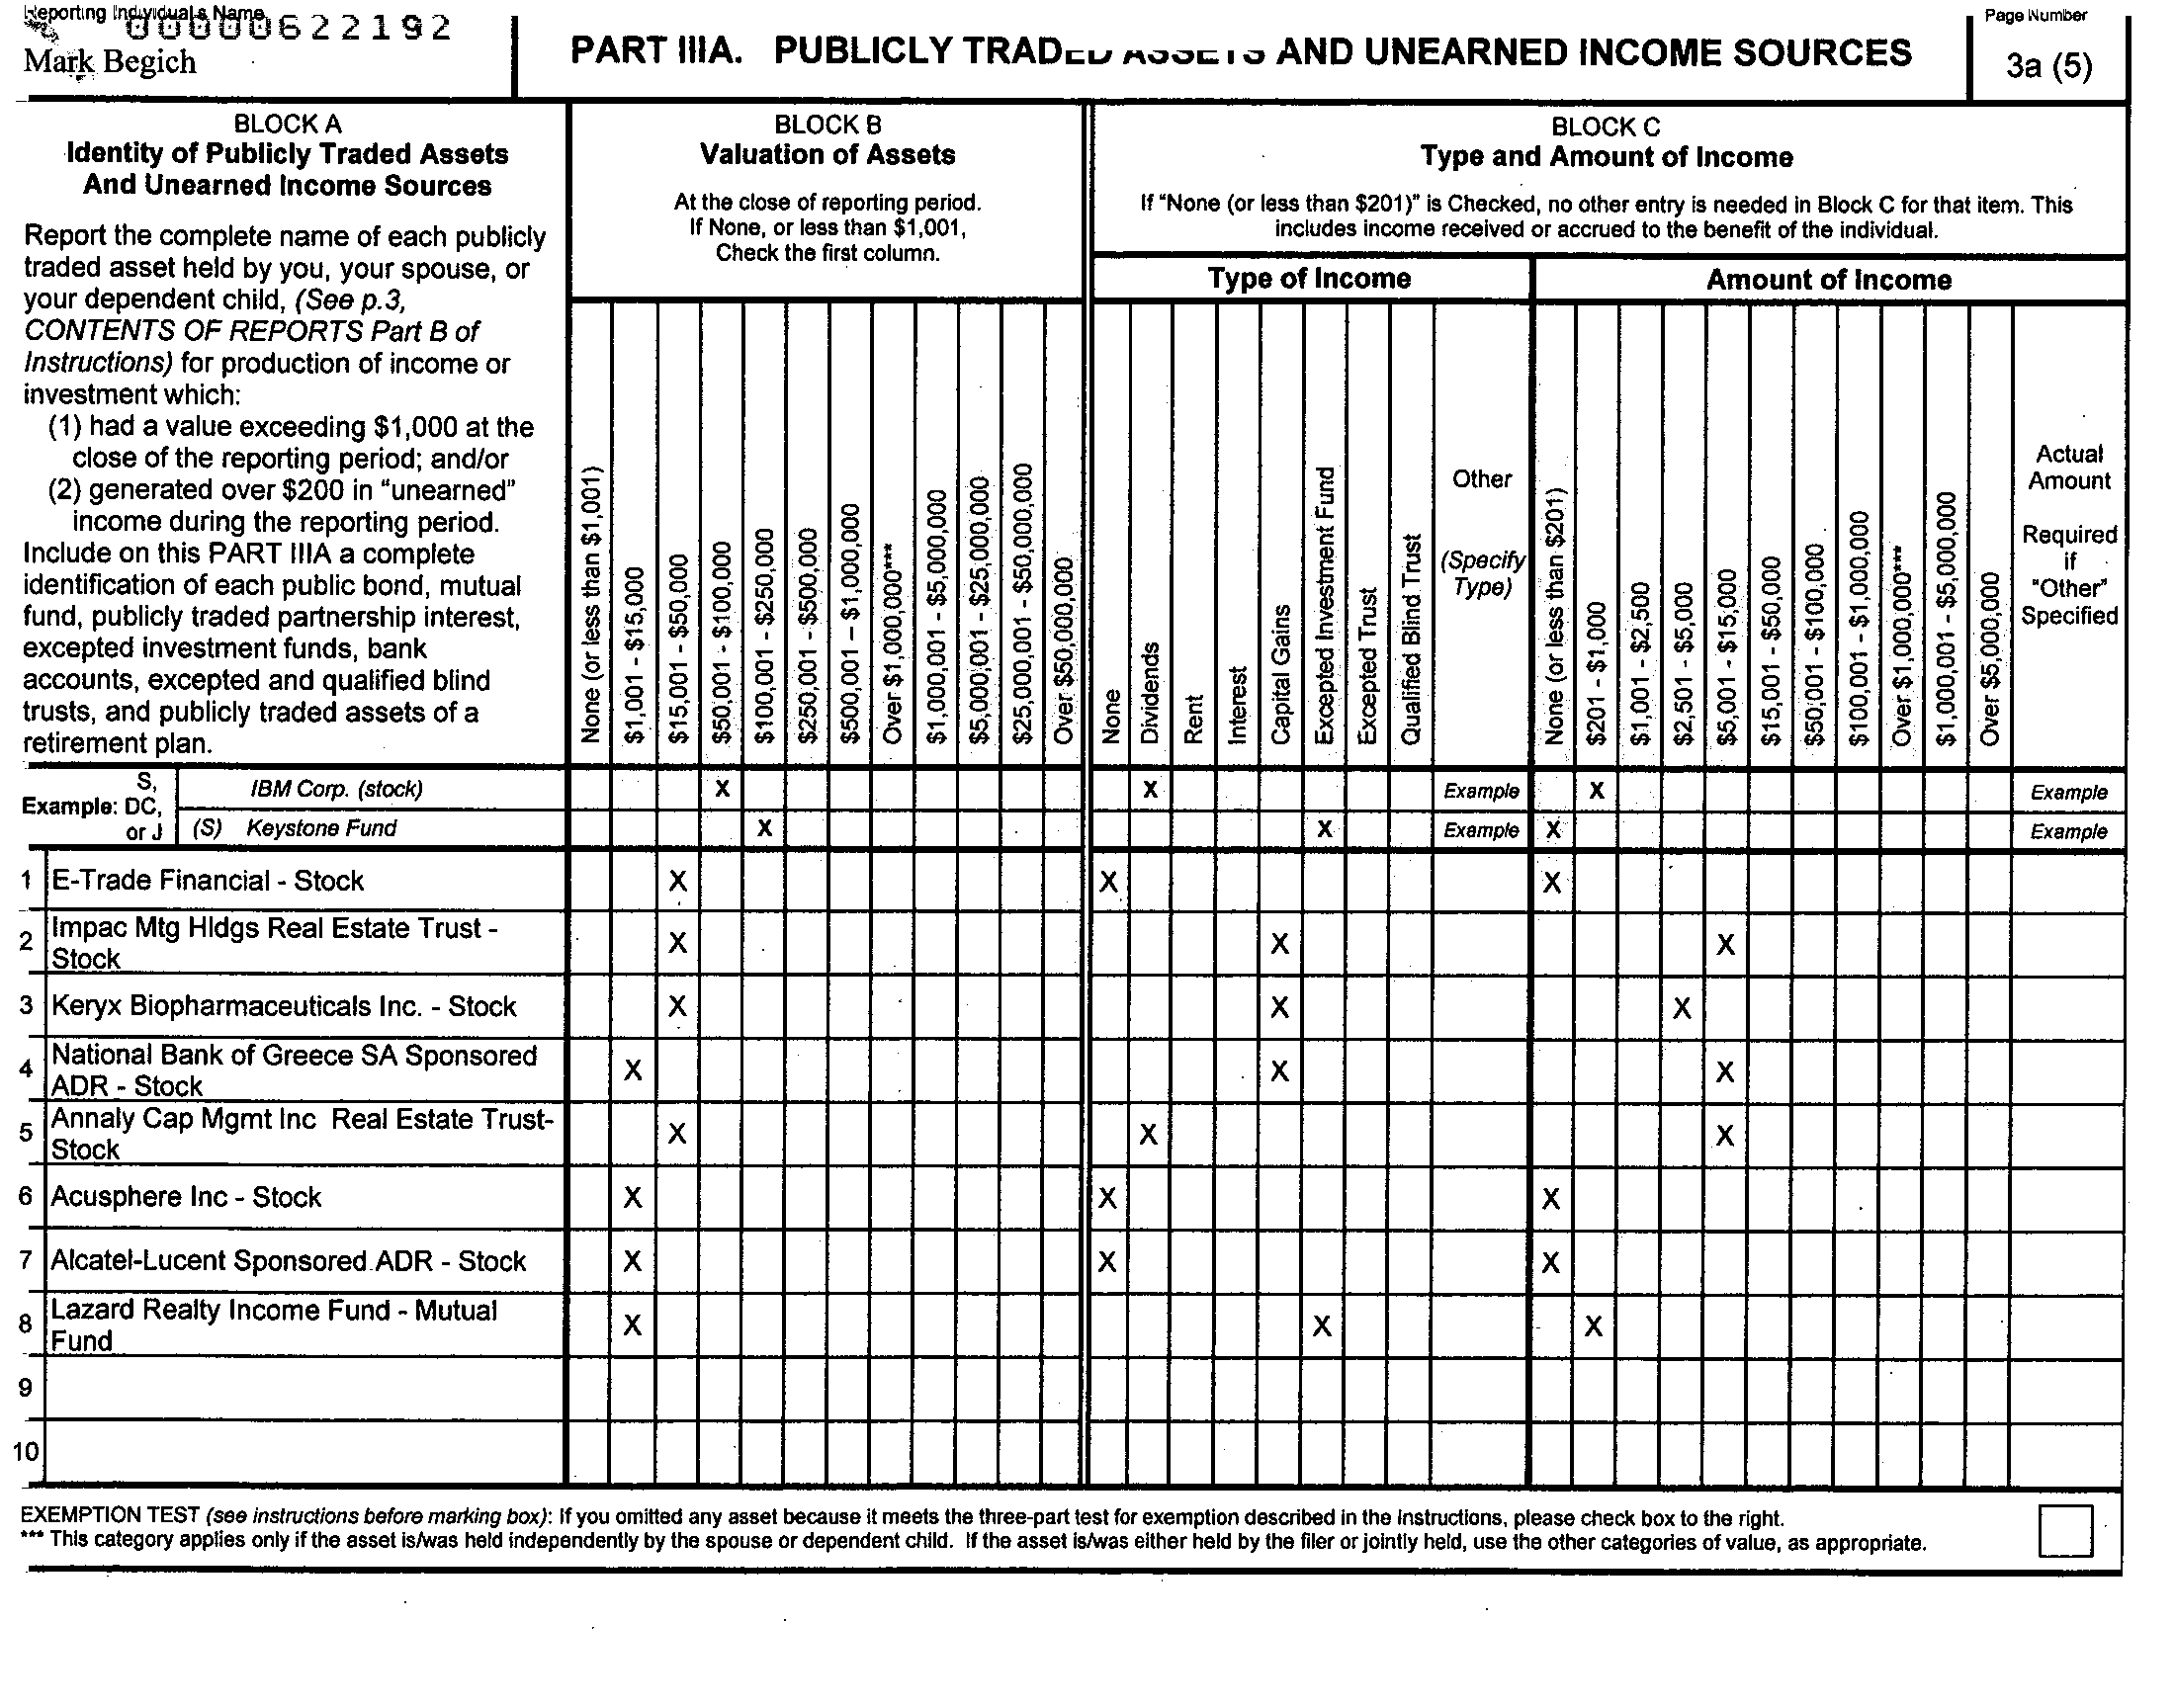 Reporting Individual's Name
00000622192
Mark Begich
PART IIIA. PUBLICLY TRADED ASSETS AND UNEARNED INCOME SOURCES
Page Number
3a (5)
BLOCK A
Identity of Publicly Traded Assets
And Unearned Income Sources
Report the complete name of each publicly
traded asset held by you, your spouse, or
your dependent child, (See p.3,
CONTENTS OF REPORTS Part B of
Instructions) for production of income or
investment which:
(1) had a value exceeding $1,000 at the
close of the reporting period; and/or
(2) generated over $200 in "unearned"
income during the reporting period.
Include on this PART IIIA a complete
identification of each public bond, mutual
fund, publicly traded partnership interest,
excepted investment funds, bank
accounts, excepted and qualified blind
trusts, and publicly traded assets of a
retirement plan.
BLOCK B
Valuation of Assets
At the close of reporting period.
If None, or less than $1,001,
Check the first column.
None (or less than $1,001)
$1,001 - $15,000
$15,001 - $50,000
$50,001 - $100,000
$100,001 - $250,000
$250,001 - $500,000
$500,001 – $1,000,000
Over $1,000,000***
$1,000,001 - $5,000,000
$5,000,001 - $25,000,000
$25,000,001 - $50,000,000
Over $50,000,000
BLOCK C
Type and Amount of Income
If "None (or less than $201)" is Checked, no other entry is needed in Block C for that item. This
includes income received or accrued to the benefit of the individual.
Type of Income
None
Dividends
Rent
Interest
Capital Gains
Excepted Investment Fund
Excepted Trust
Qualified Blind Trust
Other
(Specify
Type)
Amount of Income
None (or less than $201)
$201 - $1,000
$1,001 - $2,500
$2,501 - $5,000
$5,001 - $15,000
$15,001 - $50,000
$50,001 - $100,000
$100,001 - $1,000,000
Over $1,000,000***
$1,000,001 - $5,000,000
Over $5,000,000
Actual
Amount
Required
if
"Other"
Specified
Example: S,
DC,
or J
IBM Corp. (stock) X X Example X Example
(S) Keystone Fund X X Example X Example
1 E-Trade Financial - Stock X X X
2 Impac Mtg Hldgs Real Estate Trust -
Stock X X X
3 Keryx Biopharmaceuticals Inc. - Stock X X X
4 National Bank of Greece SA Sponsored
ADR - Stock X X X
5 Annaly Cap Mgmt Inc Real Estate Trust-
Stock X X X
6 Acusphere Inc - Stock X X X
7 Alcatel-Lucent Sponsored ADR - Stock X X X
8 Lazard Realty Income Fund - Mutual
Fund X X X
9
10
EXEMPTION TEST (see instructions before marking box): If you omitted any asset because it meets the three-part test for exemption described in the instructions, please check box to the right.
*** This category applies only if the asset is/was held independently by the spouse or dependent child. If the asset is/was either held by the filer or jointly held, use the other categories of value, as appropriate.